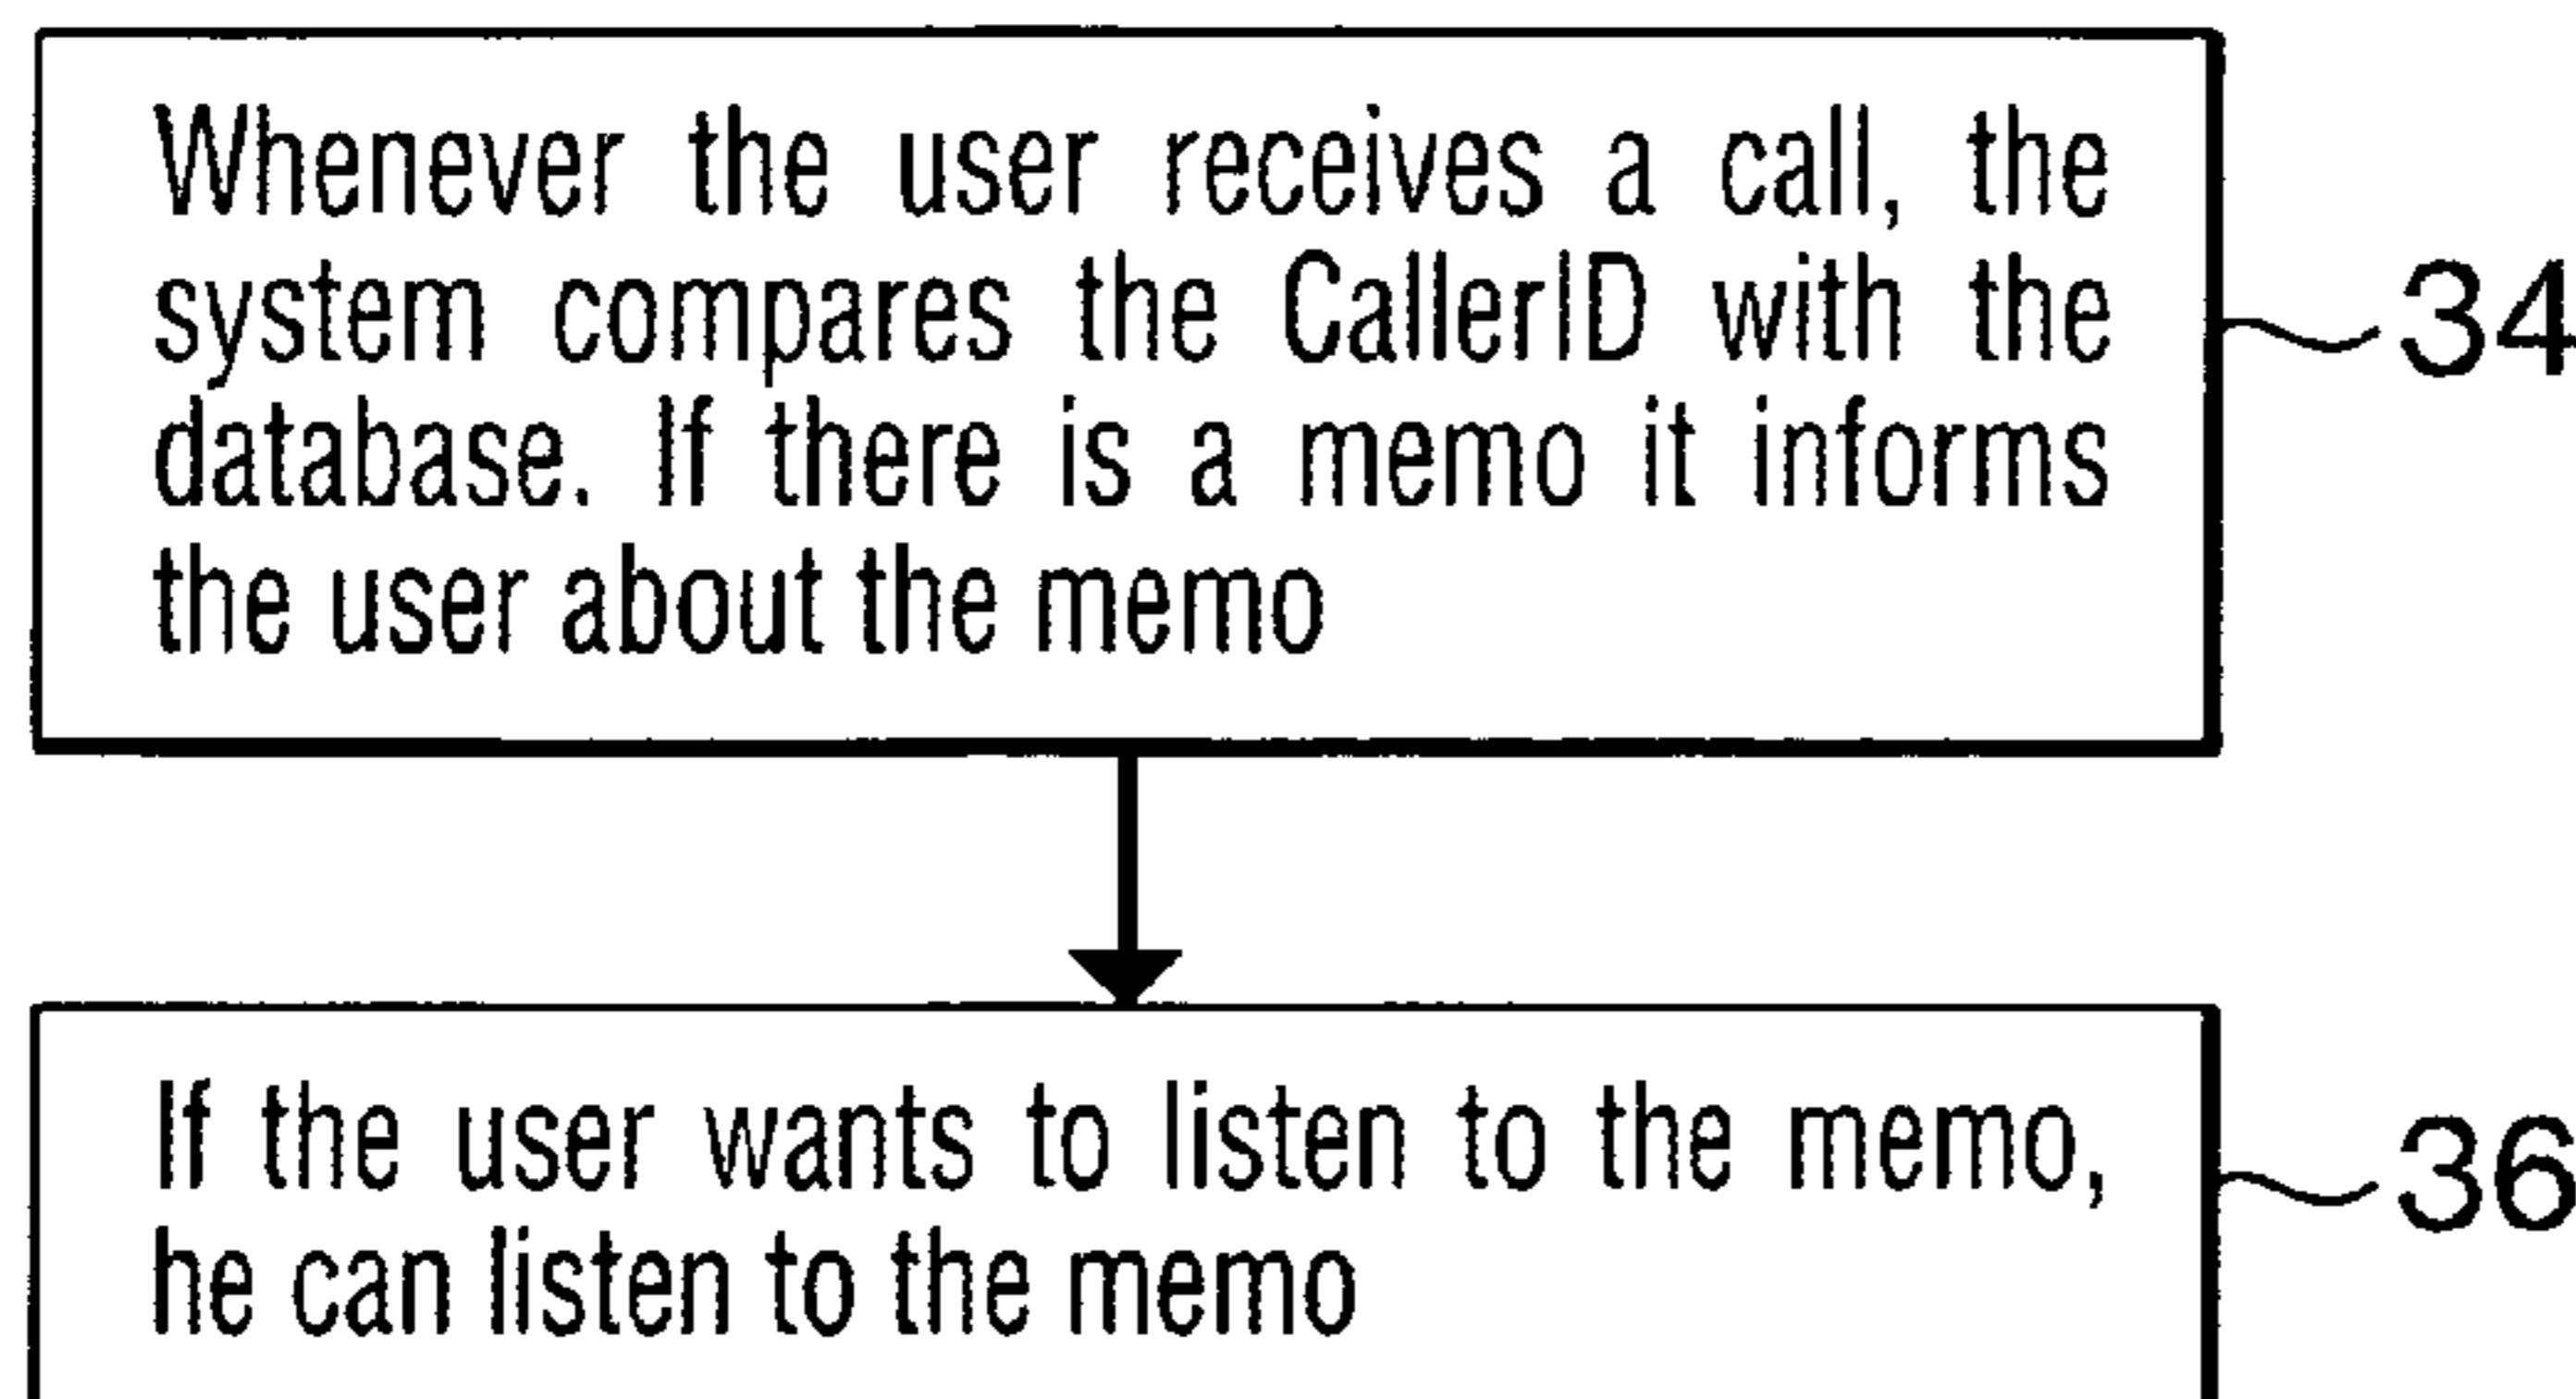 Whenever the user receives a call, the
system compares the CallerID with the
database. If there is a memo it informs
the user about the memo
34
If the user wants to listen to the memo,
he can listen to the memo
36